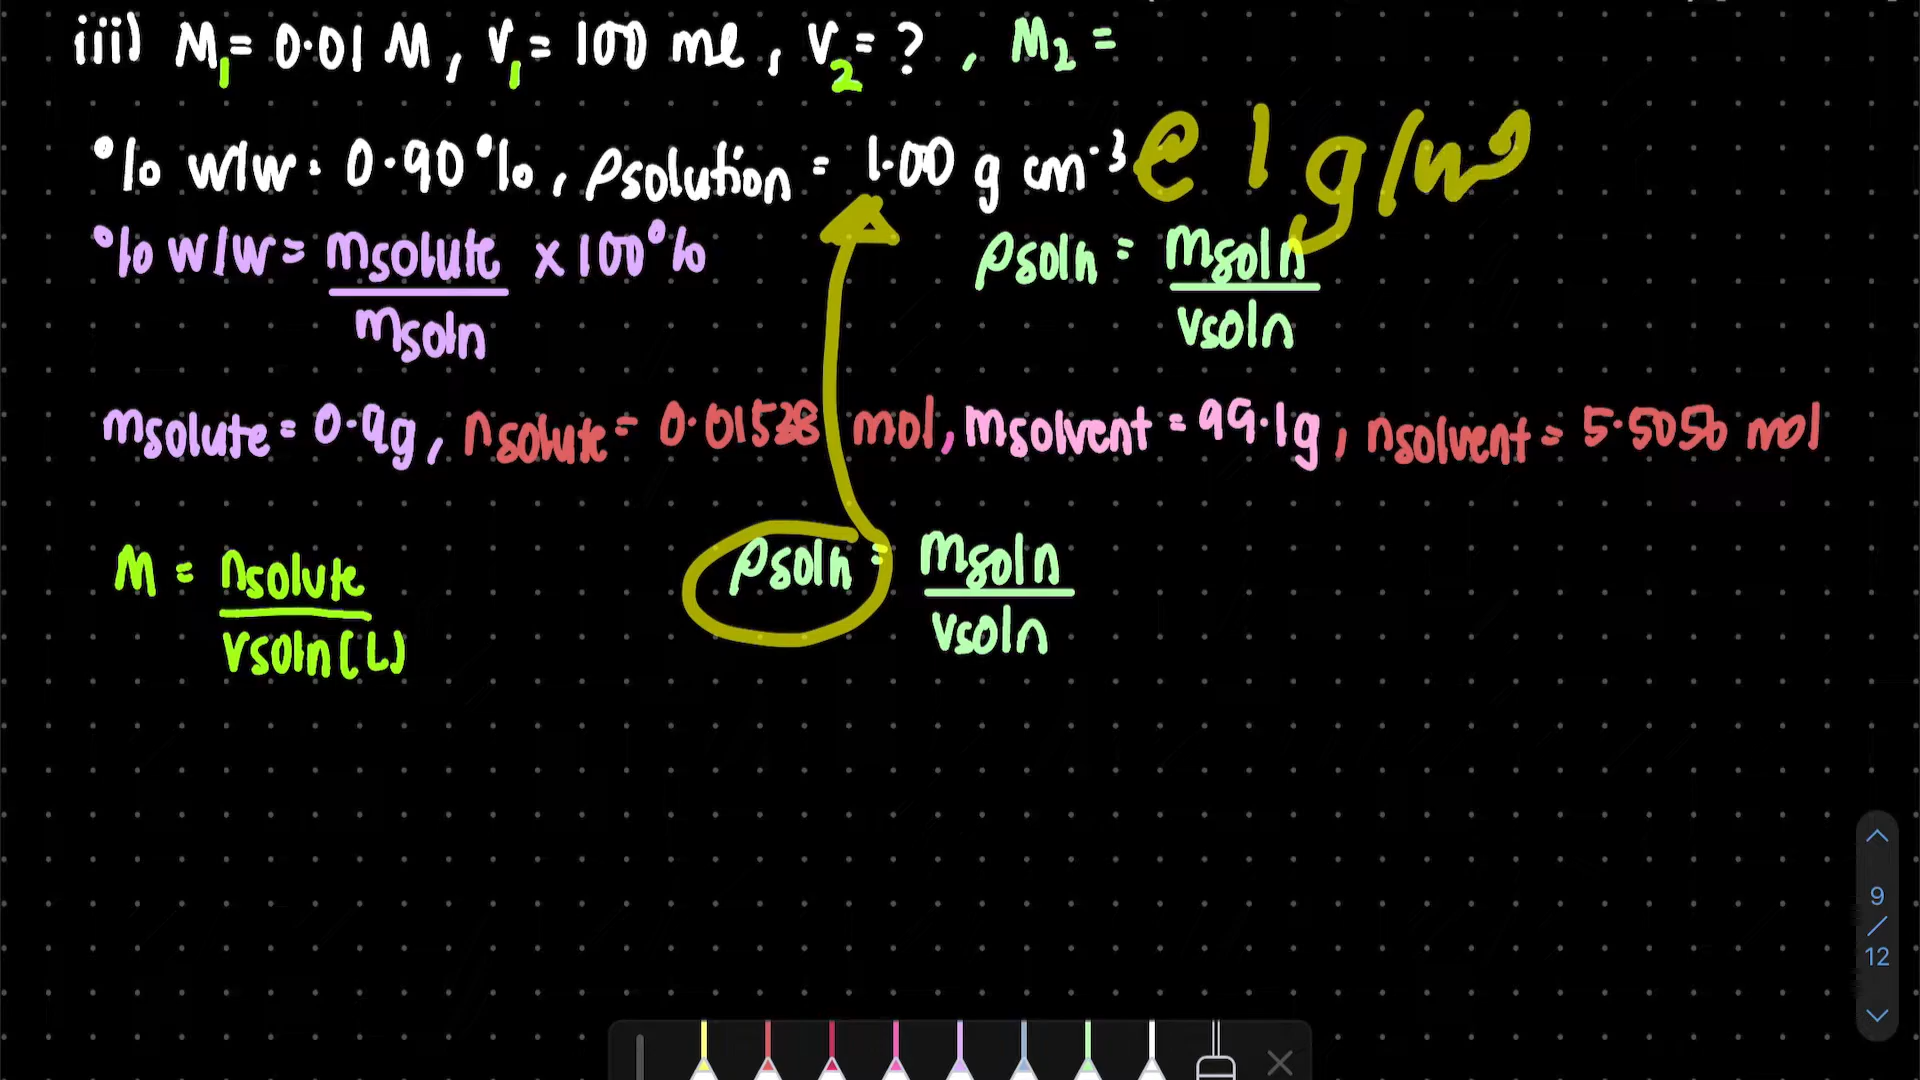 iii) M₁ = 0.01 M, V₁ = 100 ml, V₂ = ?, M₂ =
% w/w = 0.90 %, ρsolution = 1.00 g cm⁻³
1 g/
% w/w = msolute / msoln x 100%
ρsoln = msoln / vsoln
msolute = 0.9g, nsolute = 0.01538 mol, msolvent = 99.1g, nsolvent = 5.5056 mol
M = nsolute / vsoln(L)
ρsoln = msoln / vsoln
9
/
12